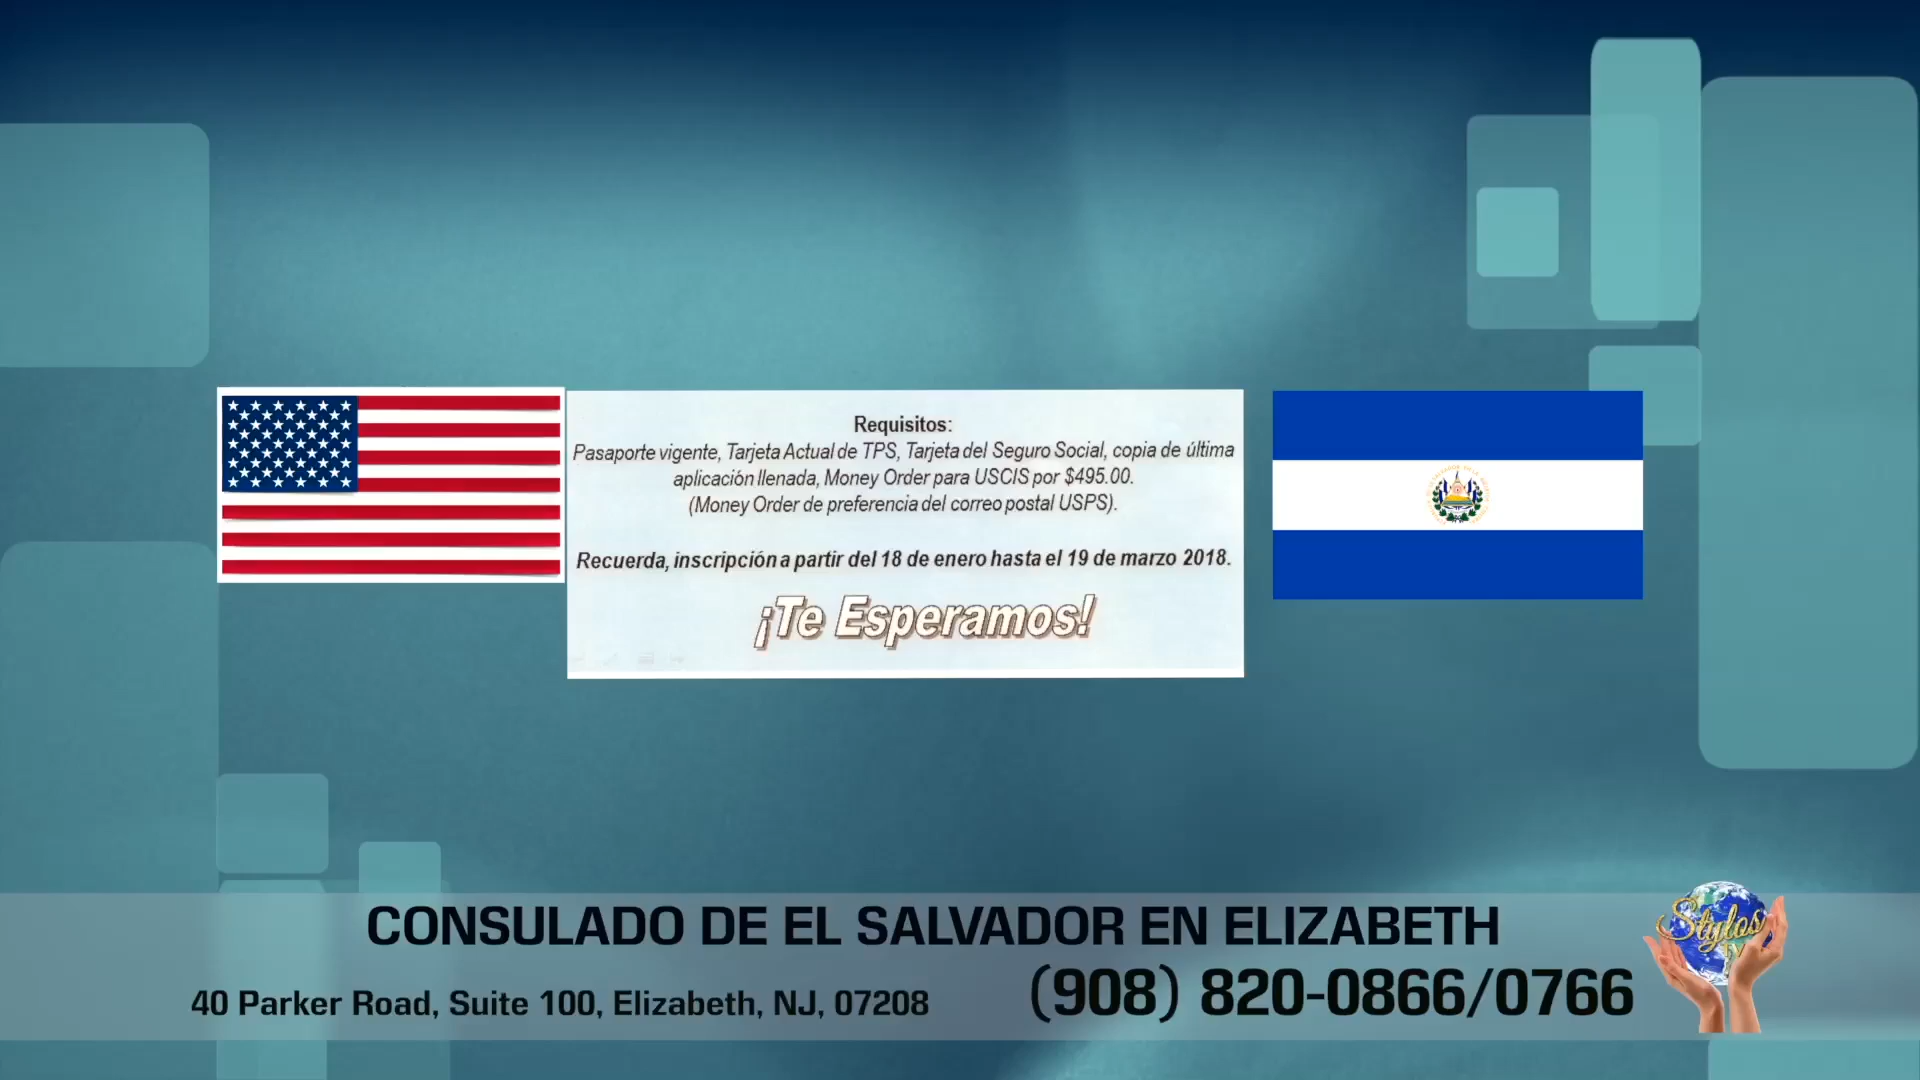 Requisitos:
Pasaporte vigente, Tarjeta Actual de TPS, Tarjeta del Seguro Social, copia de última
aplicación llenada, Money Order para USCIS por $495.00.
(Money Order de preferencia del correo postal USPS).
Recuerda, inscripción a partir del 18 de enero hasta el 19 de marzo 2018.
¡Te Esperamos!
CONSULADO DE EL SALVADOR EN ELIZABETH
40 Parker Road, Suite 100, Elizabeth, NJ, 07208
(908) 820-0866/0766
Stylos
TV